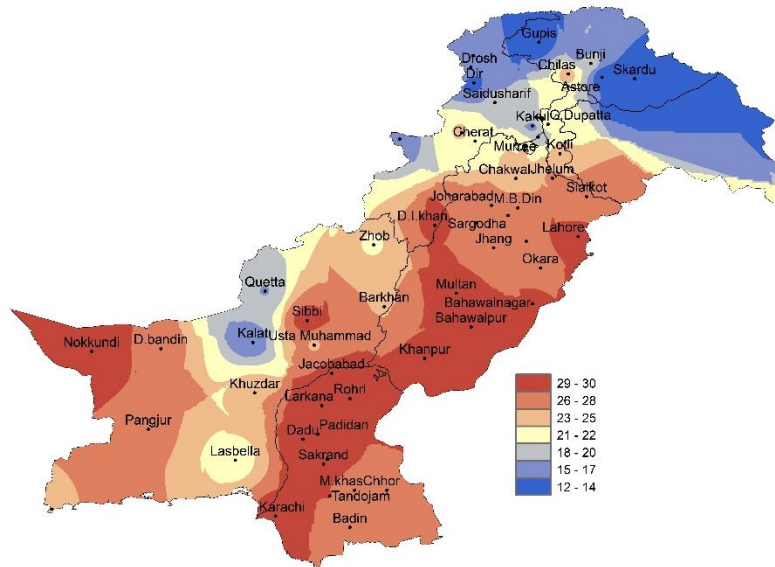 Gupis
Drosh
Bunji
Chilas
Dir
Skardu
Astore
Saidusharif
Kakul
G.Dupatta
Cherat
Murree
Kotli
Chakwal
Jhelum
Sialkot
Joharabad
M.B.Din
D.I.khan
Sargodha
Lahore
Zhob
Jhang
Okara
Quetta
Multan
Barkhan
Bahawalnagar
Sibbi
Bahawalpur
Nokkundi
D.bandin
Kalat
Usta Muhammad
Khanpur
Jacobabad
29 - 30
Khuzdar
Rohri
26 - 28
Larkana
23 - 25
Pangjur
Dadu
Padidan
21 - 22
Lasbella
18 - 20
Sakrand
15 - 17
M.khas
Chhor
12 - 14
Tandojam
Karachi
Badin